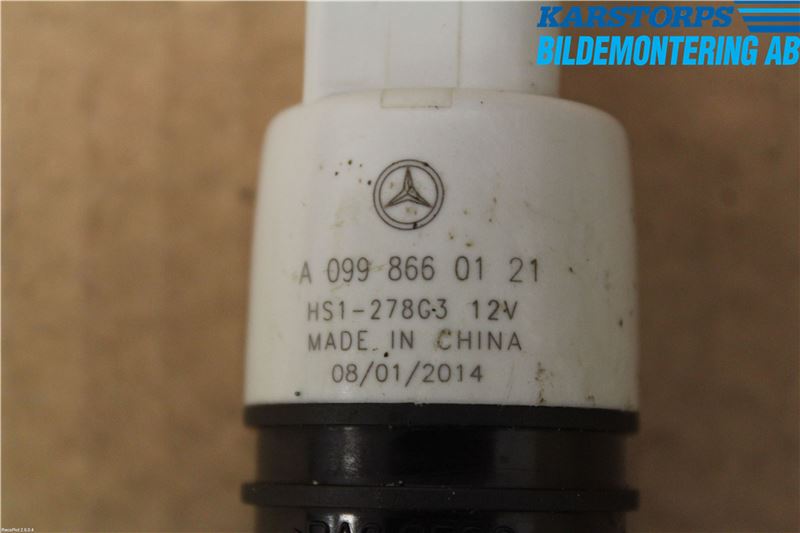 KARSTORPS
BILDEMONTERING AB
A 099 866 01 21
HS1-278G3 12V
MADE IN CHINA
08/01/2014